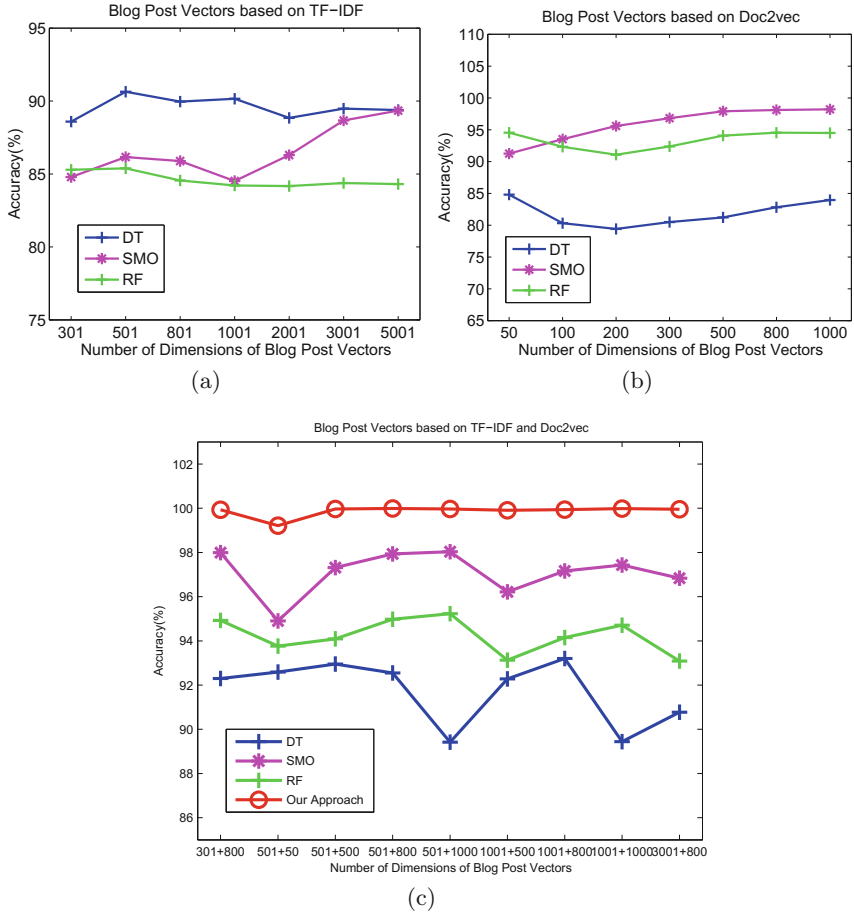 Blog Post Vectors based on TF-IDF
95
90
85
80
75
Accuracy(%)
DT
SMO
RF
301 501 801 1001 2001 3001 5001
Number of Dimensions of Blog Post Vectors
(a)
Blog Post Vectors based on Doc2vec
110
105
100
95
90
85
80
75
70
65
Accuracy(%)
DT
SMO
RF
50 100 200 300 500 800 1000
Number of Dimensions of Blog Post Vectors
(b)
Blog Post Vectors based on TF-IDF and Doc2vec
102
100
98
96
94
92
90
88
86
Accuracy(%)
DT
SMO
RF
Our Approach
301+800 501+50 501+500 501+800 501+1000 1001+500 1001+800 1001+1000 3001+800
Number of Dimensions of Blog Post Vectors
(c)